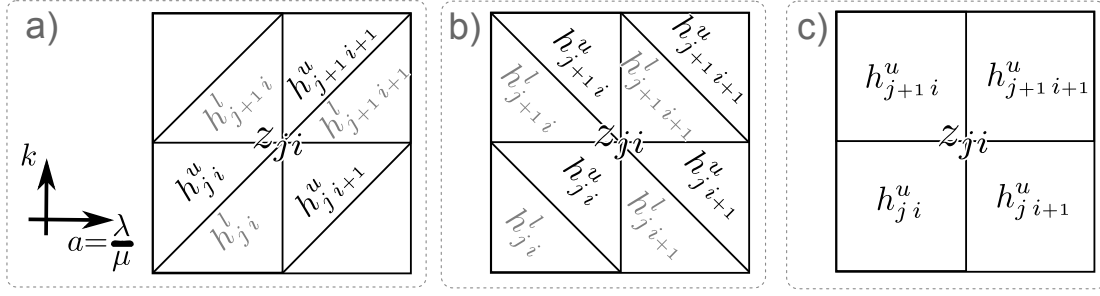 a)
h^l_{j+1 i}
h^u_{j+1 i+1}
h^l_{j+1 i+1}
z_{ji}
h^u_{j i}
h^l_{j i}
h^u_{j i+1}
k
a=λ/μ
b)
h^l_{j+1 i}
h^u_{j+1 i}
h^l_{j+1 i+1}
h^u_{j+1 i+1}
z_{ji}
h^l_{j i}
h^u_{j i}
h^l_{j i+1}
h^u_{j i+1}
c)
h^u_{j+1 i}
h^u_{j+1 i+1}
z_{ji}
h^u_{j i}
h^u_{j i+1}